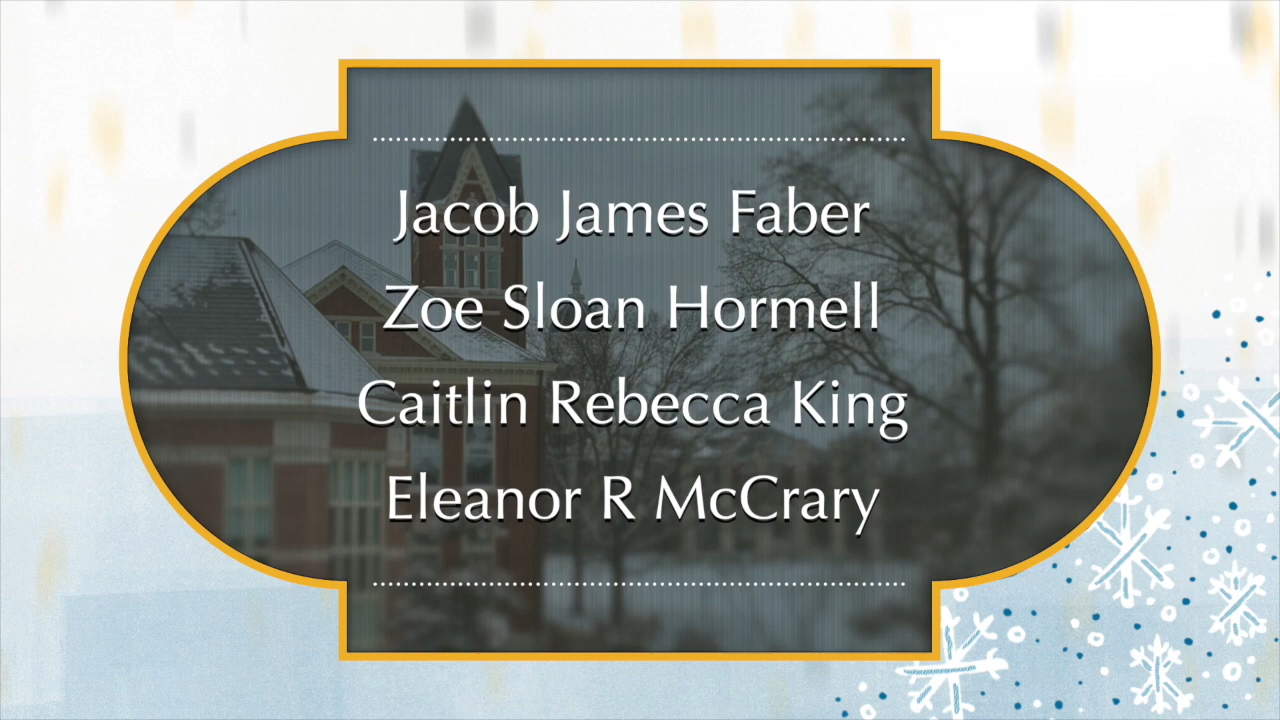 Jacob James Faber
Zoe Sloan Hormell
Caitlin Rebecca King
Eleanor R McCrary